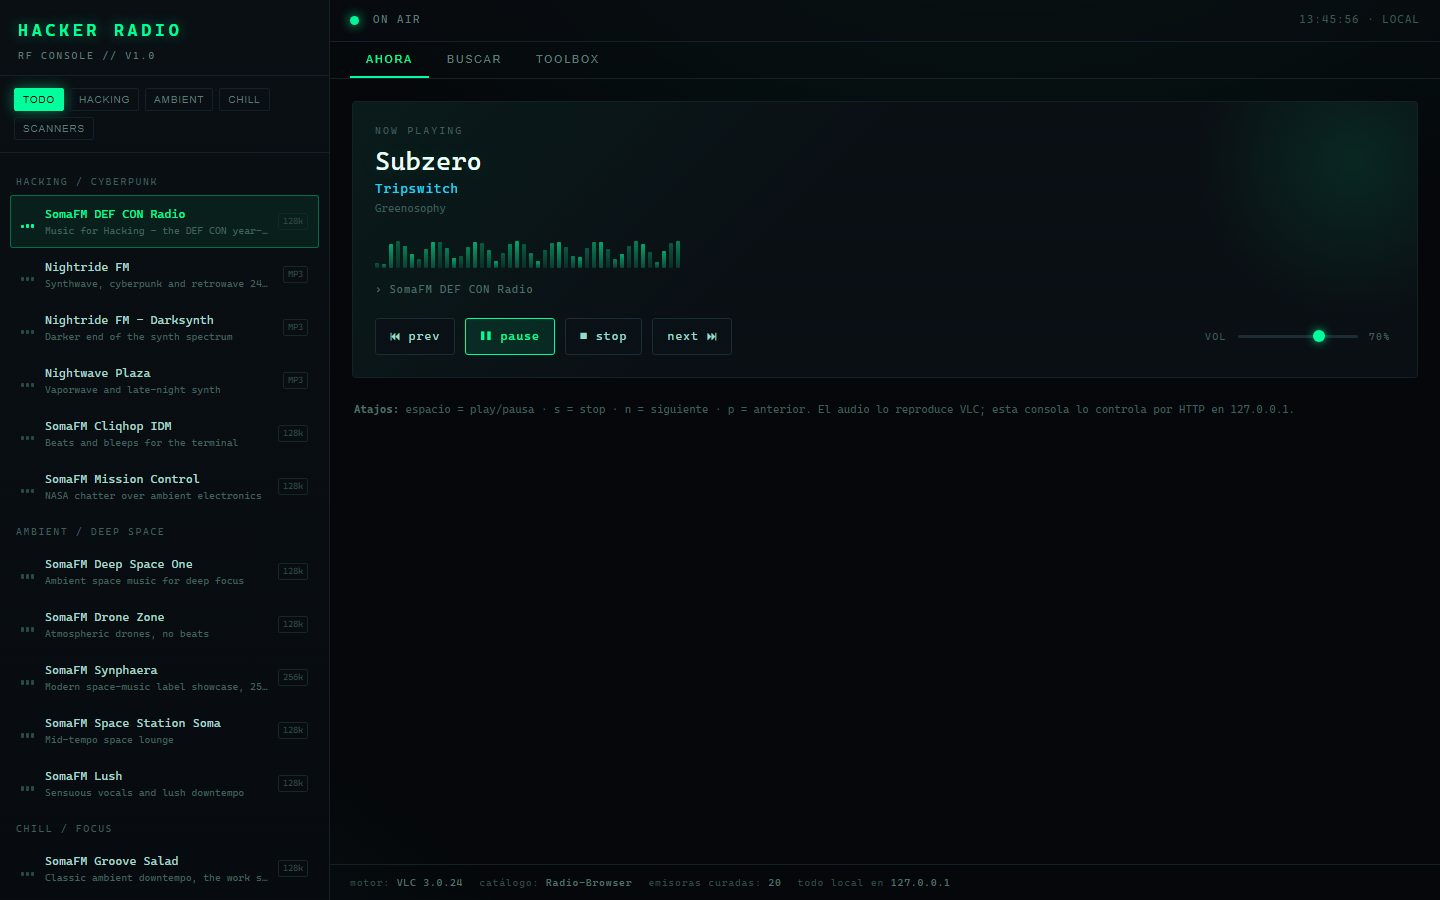 HACKER RADIO
RF CONSOLE // V1.0
TODO
HACKING
AMBIENT
CHILL
SCANNERS
HACKING / CYBERPUNK
SomaFM DEF CON Radio
Music for Hacking – the DEF CON year-…
128k
Nightride FM
Synthwave, cyberpunk and retrowave 24…
MP3
Nightride FM – Darksynth
Darker end of the synth spectrum
MP3
Nightwave Plaza
Vaporwave and late-night synth
MP3
SomaFM Cliqhop IDM
Beats and bleeps for the terminal
128k
SomaFM Mission Control
NASA chatter over ambient electronics
128k
AMBIENT / DEEP SPACE
SomaFM Deep Space One
Ambient space music for deep focus
128k
SomaFM Drone Zone
Atmospheric drones, no beats
128k
SomaFM Synphaera
Modern space-music label showcase, 25…
256k
SomaFM Space Station Soma
Mid-tempo space lounge
128k
SomaFM Lush
Sensuous vocals and lush downtempo
128k
CHILL / FOCUS
SomaFM Groove Salad
Classic ambient downtempo, the work s…
128k
ON AIR
13:45:56 · LOCAL
AHORA
BUSCAR
TOOLBOX
NOW PLAYING
Subzero
Tripswitch
Greenosophy
› SomaFM DEF CON Radio
⏮ prev
pause
■ stop
next ⏭
VOL
70%
Atajos: espacio = play/pausa · s = stop · n = siguiente · p = anterior. El audio lo reproduce VLC; esta consola lo controla por HTTP en 127.0.0.1.
motor: VLC 3.0.24 catálogo: Radio-Browser emisoras curadas: 20 todo local en 127.0.0.1